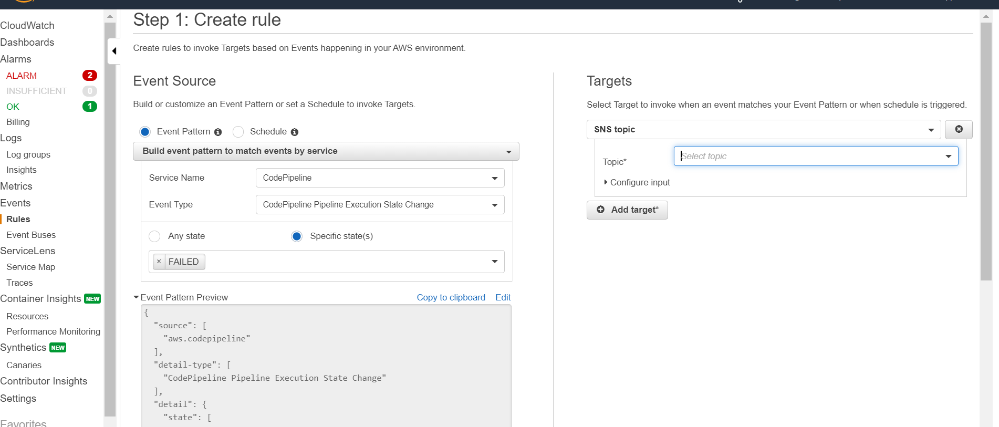 CloudWatch
Dashboards
Alarms
ALARM 2
INSUFFICIENT 0
OK 1
Billing
Logs
Log groups
Insights
Metrics
Events
Rules
Event Buses
ServiceLens
Service Map
Traces
Container Insights NEW
Resources
Performance Monitoring
Synthetics NEW
Canaries
Contributor Insights
Settings
Favorites
Step 1: Create rule
Create rules to invoke Targets based on Events happening in your AWS environment.
Event Source
Build or customize an Event Pattern or set a Schedule to invoke Targets.
Event Pattern Schedule
Build event pattern to match events by service
Service Name CodePipeline
Event Type CodePipeline Pipeline Execution State Change
Any state Specific state(s)
× FAILED
Event Pattern Preview Copy to clipboard Edit
{
"source": [
"aws.codepipeline"
],
"detail-type": [
"CodePipeline Pipeline Execution State Change"
],
"detail": {
"state": [
Targets
Select Target to invoke when an event matches your Event Pattern or when schedule is triggered.
SNS topic
Topic* Select topic
Configure input
Add target*